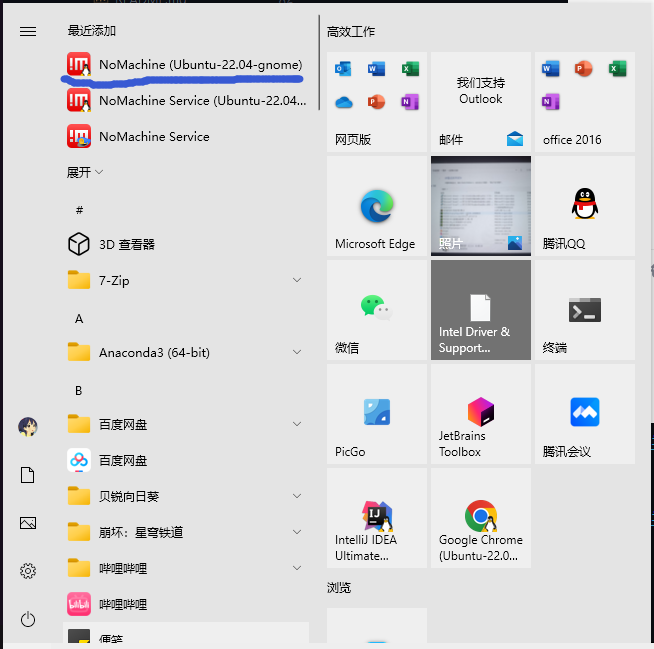 最近添加
NoMachine (Ubuntu-22.04-gnome)
NoMachine Service (Ubuntu-22.04...
NoMachine Service
展开
#
3D 查看器
7-Zip
A
Anaconda3 (64-bit)
B
百度网盘
百度网盘
贝锐向日葵
崩坏：星穹铁道
哔哩哔哩
哔哩哔哩
便笺
高效工作
网页版
我们支持
Outlook
邮件
office 2016
Microsoft Edge
照片
腾讯QQ
微信
Intel Driver &
Support...
终端
PicGo
JetBrains
Toolbox
腾讯会议
IntelliJ IDEA
Ultimate...
Google Chrome
(Ubuntu-22.0...
浏览